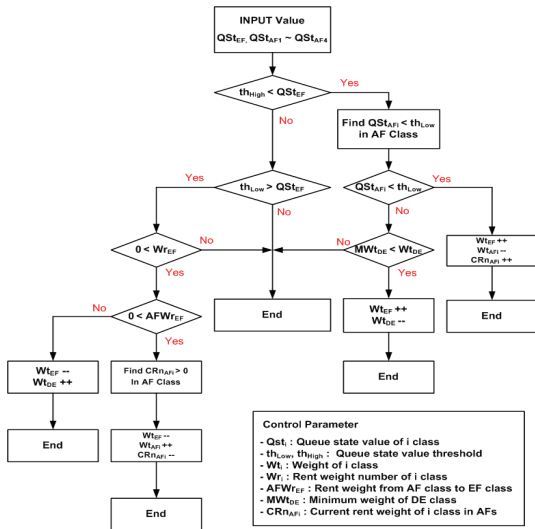 INPUT Value
QSt_EF, QSt_AF1 ~ QSt_AF4
th_High < QSt_EF
Yes
No
Find QSt_AFi < th_Low
in AF Class
th_Low > QSt_EF
Yes
No
QSt_AFi < th_Low
Yes
No
0 < Wr_EF
No
Yes
MWt_DE < Wt_DE
No
Yes
Wt_EF ++
Wt_AFi --
CRn_AFi ++
End
End
Wt_EF ++
Wt_DE --
End
0 < AFWr_EF
No
Yes
Wt_EF --
Wt_DE ++
End
Find CRn_AFi > 0
In AF Class
Wt_EF --
Wt_AFi ++
CRn_AFi --
End
Control Parameter
- Qst_i : Queue state value of i class
- th_Low, th_High : Queue state value threshold
- Wt_i : Weight of i class
- Wr_i : Rent weight number of i class
- AFWr_EF : Rent weight from AF class to EF class
- MWt_DE : Minimum weight of DE class
- CRn_AFi : Current rent weight of i class in AFs